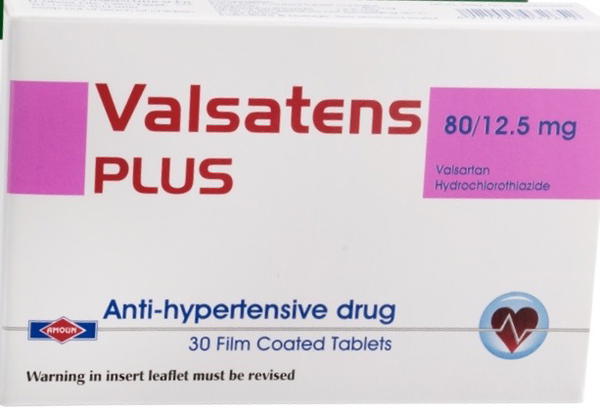 Valsatens
PLUS
80/12.5 mg
Valsartan
Hydrochlorothiazide
Anti-hypertensive drug
AMOUN
30 Film Coated Tablets
Warning in insert leaflet must be revised